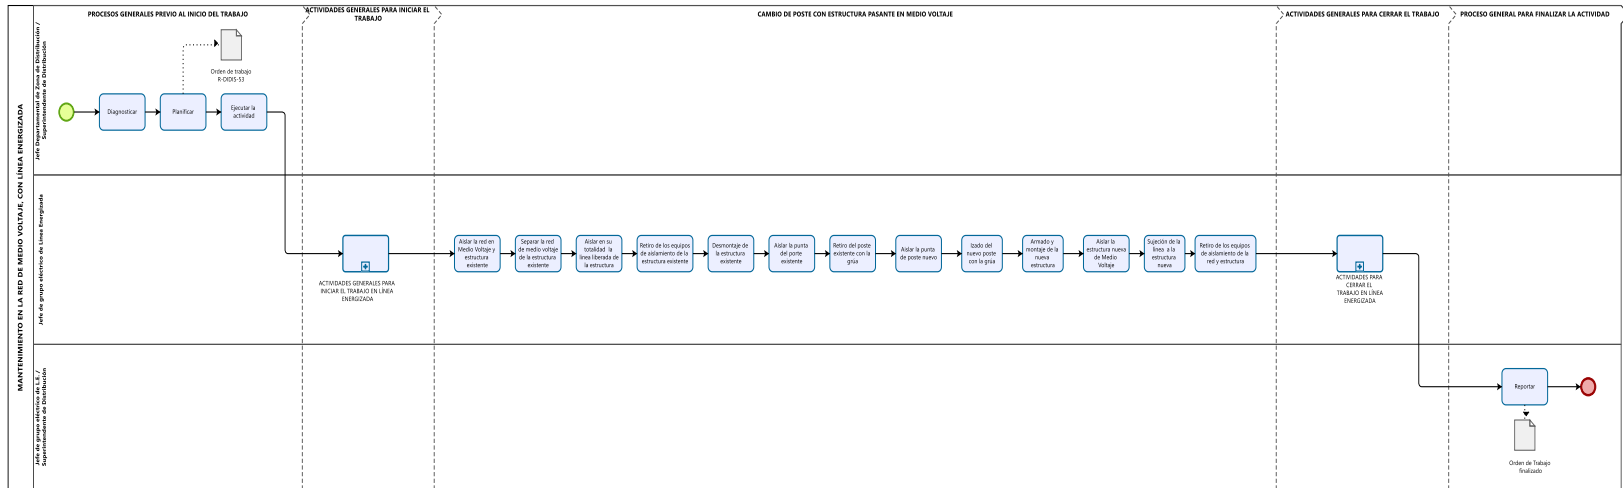 PROCESOS GENERALES PREVIO AL INICIO DEL TRABAJO
ACTIVIDADES GENERALES PARA INICIAR EL
TRABAJO
CAMBIO DE POSTE CON ESTRUCTURA PASANTE EN MEDIO VOLTAJE
ACTIVIDADES GENERALES PARA CERRAR EL TRABAJO
PROCESO GENERAL PARA FINALIZAR LA ACTIVIDAD
MANTENIMIENTO EN LA RED DE MEDIO VOLTAJE, CON LÍNEA ENERGIZADA
Jefe Departamental de Zona de Distribución /
Superintendente de Distribución
Orden de trabajo
R-DIDIS-53
Diagnosticar
Planificar
Ejecutar la
actividad
Jefe de grupo eléctrico de Línea Energizada
ACTIVIDADES GENERALES PARA
INICIAR EL TRABAJO EN LÍNEA
ENERGIZADA
Aislar la red en
Medio Voltaje y
estructura
existente
Separar la red
de medio voltaje
de la estructura
existente
Aislar en su
totalidad la
línea liberada de
la estructura
Retiro de los equipos
de aislamiento de la
estructura existente
Desmontaje de
la estructura
existente
Aislar la punta
del porte
existente
Retiro del poste
existente con la
grúa
Aislar la punta
de poste nuevo
Izado del
nuevo poste
con la grúa
Armado y
montaje de la
nueva
estructura
Aislar la
estructura nueva
de Medio
Voltaje
Sujeción de la
línea a la
estructura
nueva
Retiro de los equipos
de aislamiento de la
red y estructura
ACTIVIDADES PARA
CERRAR EL
TRABAJO EN LÍNEA
ENERGIZADA
Jefe de grupo eléctrico de L.E. /
Superintendente de Distribución
Reportar
Orden de Trabajo
finalizado